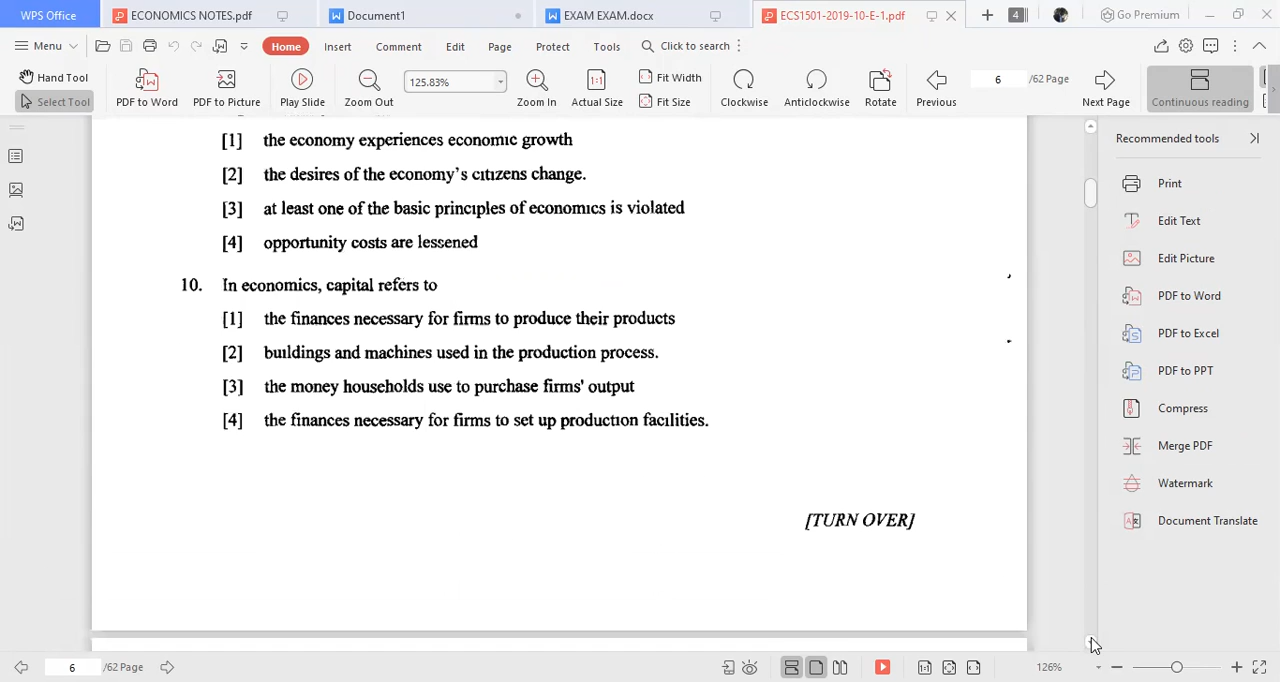 WPS Office
ECONOMICS NOTES.pdf
Document1
EXAM EXAM.docx
ECS1501-2019-10-E-1.pdf
4
Go Premium
Menu
Home
Insert
Comment
Edit
Page
Protect
Tools
Click to search
Hand Tool
Select Tool
PDF to Word
PDF to Picture
Play Slide
Zoom Out
125.83%
Zoom In
Actual Size
Fit Width
Fit Size
Clockwise
Anticlockwise
Rotate
Previous
6 /62 Page
Next Page
Continuous reading
[1] the economy experiences economic growth
[2] the desires of the economy's citizens change.
[3] at least one of the basic principles of economics is violated
[4] opportunity costs are lessened
10. In economics, capital refers to
[1] the finances necessary for firms to produce their products
[2] buildings and machines used in the production process.
[3] the money households use to purchase firms' output
[4] the finances necessary for firms to set up production facilities.
[TURN OVER]
Recommended tools
Print
Edit Text
Edit Picture
PDF to Word
PDF to Excel
PDF to PPT
Compress
Merge PDF
Watermark
Document Translate
6 /62 Page
126%